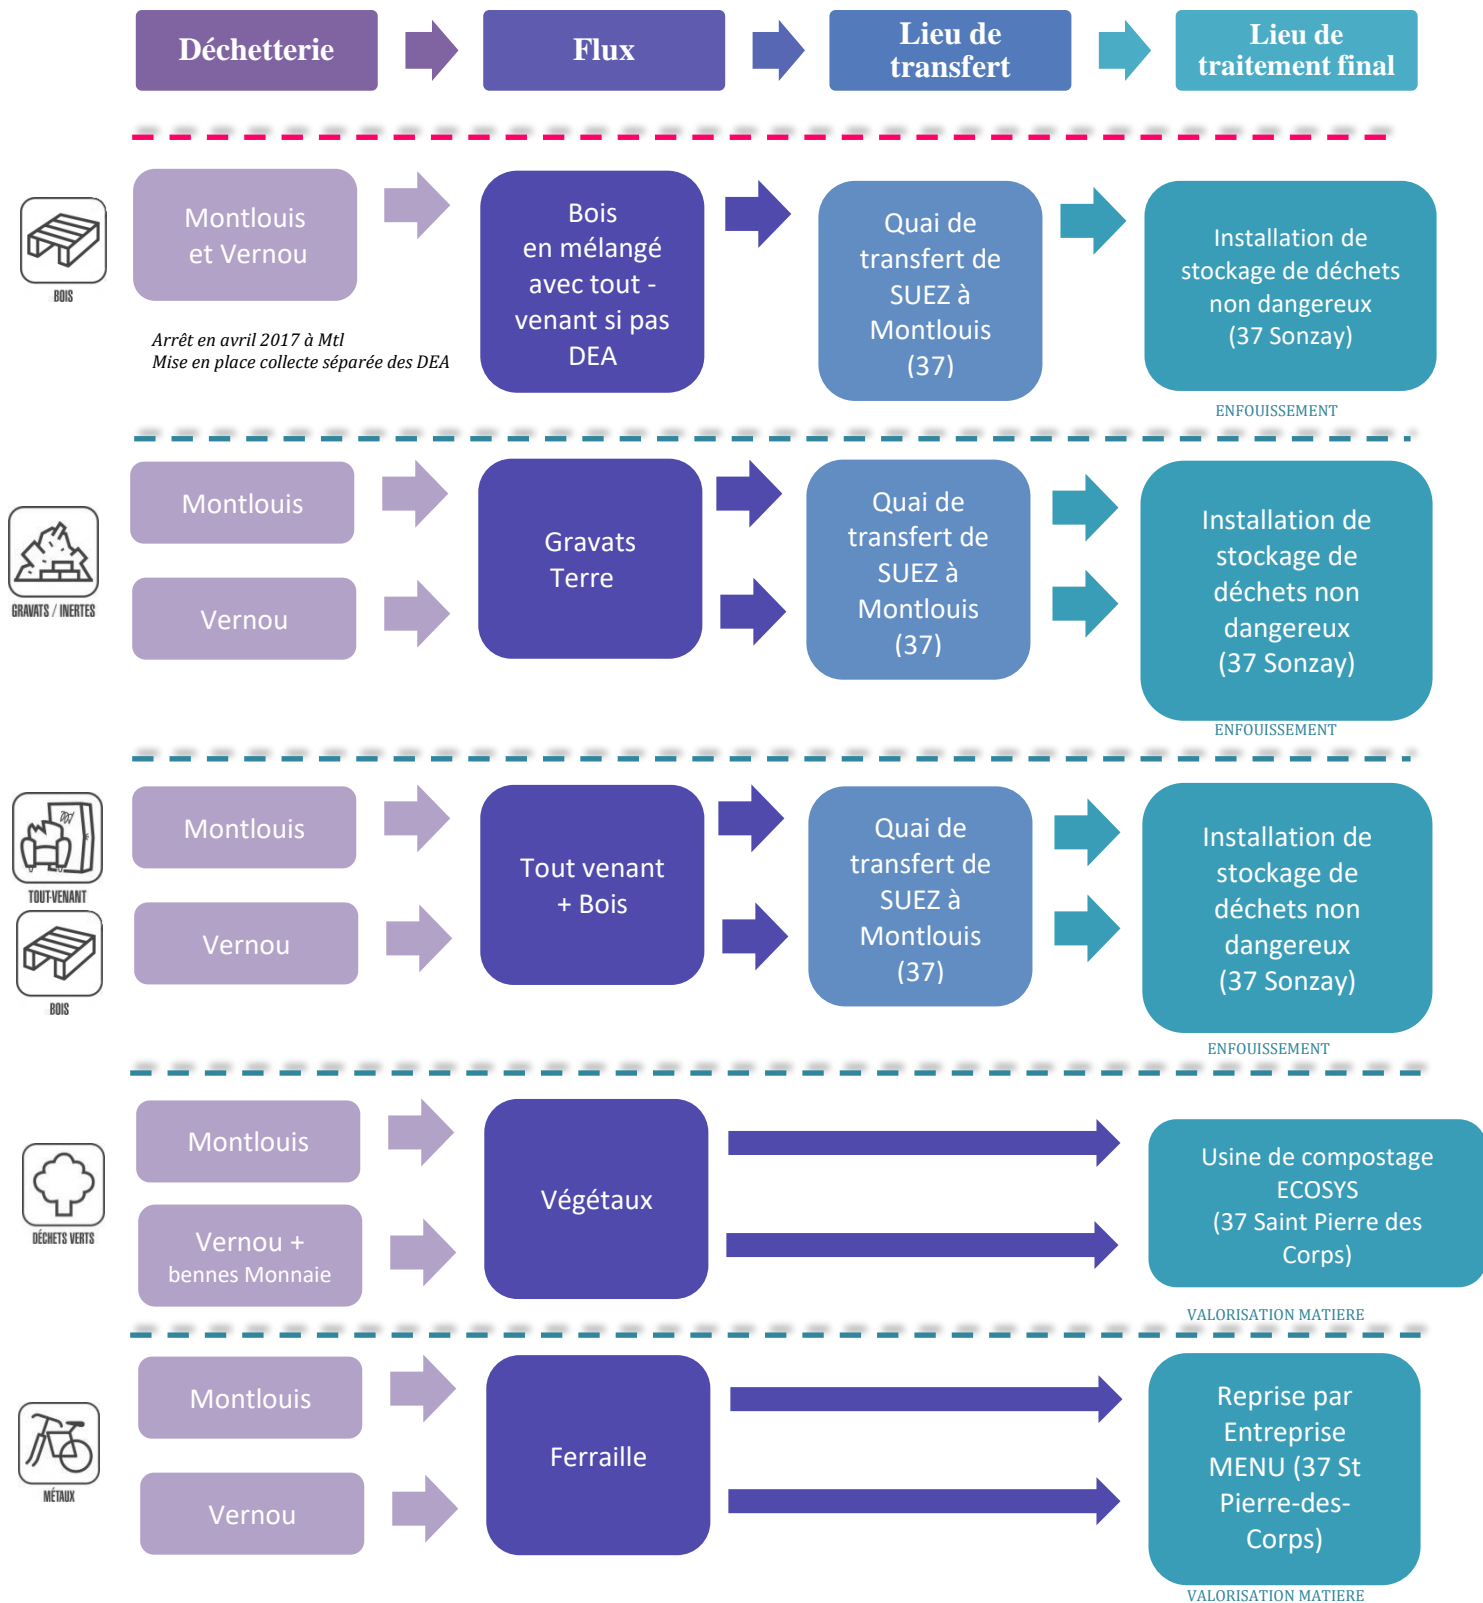 Déchetterie
Flux
Lieu de
transfert
Lieu de
traitement final
BOIS
Montlouis
et Vernou
Arrêt en avril 2017 à Mtl
Mise en place collecte séparée des DEA
Bois
en mélangé
avec tout -
venant si pas
DEA
Quai de
transfert de
SUEZ à
Montlouis
(37)
Installation de
stockage de déchets
non dangereux
(37 Sonzay)
ENFOUISSEMENT
GRAVATS / INERTES
Montlouis
Vernou
Gravats
Terre
Quai de
transfert de
SUEZ à
Montlouis
(37)
Installation de
stockage de
déchets non
dangereux
(37 Sonzay)
ENFOUISSEMENT
TOUT-VENANT
BOIS
Montlouis
Vernou
Tout venant
+ Bois
Quai de
transfert de
SUEZ à
Montlouis
(37)
Installation de
stockage de
déchets non
dangereux
(37 Sonzay)
ENFOUISSEMENT
DÉCHETS VERTS
Montlouis
Vernou +
bennes Monnaie
Végétaux
Usine de compostage
ECOSYS
(37 Saint Pierre des
Corps)
VALORISATION MATIERE
MÉTAUX
Montlouis
Vernou
Ferraille
Reprise par
Entreprise
MENU (37 St
Pierre-des-
Corps)
VALORISATION MATIERE